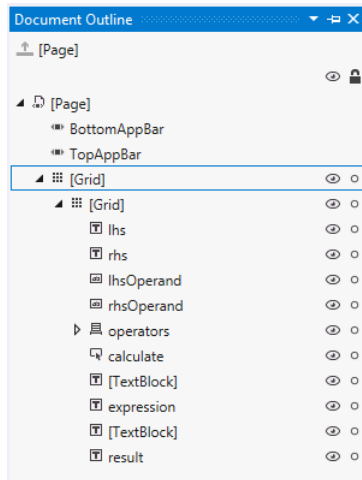 Document Outline
[Page]
[Page]
BottomAppBar
TopAppBar
[Grid]
[Grid]
lhs
rhs
lhsOperand
rhsOperand
operators
calculate
[TextBlock]
expression
[TextBlock]
result